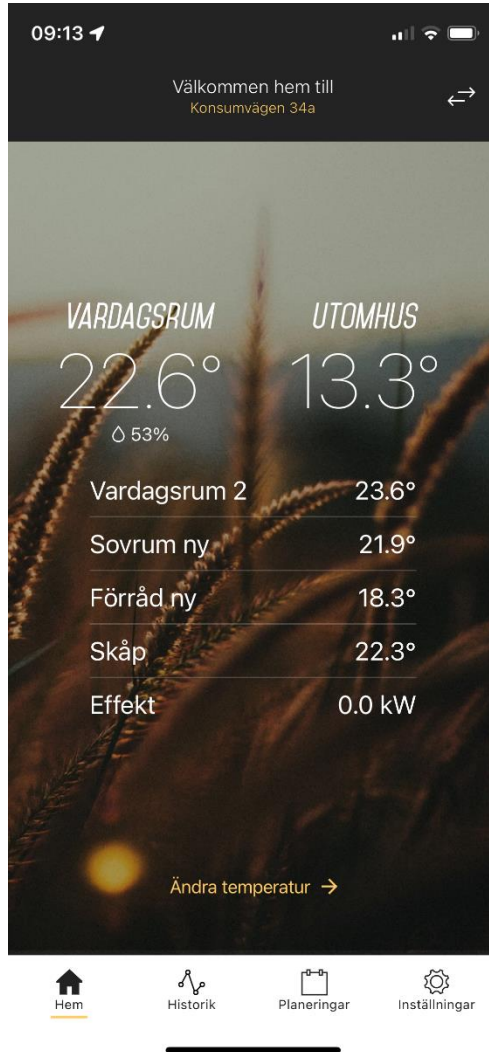 09:13
Välkommen hem till
Konsumvägen 34a
VARDAGSRUM UTOMHUS
22.6° 13.3°
53%
Vardagsrum 2 23.6°
Sovrum ny 21.9°
Förråd ny 18.3°
Skåp 22.3°
Effekt 0.0 kW
Ändra temperatur →
Hem Historik Planeringar Inställningar